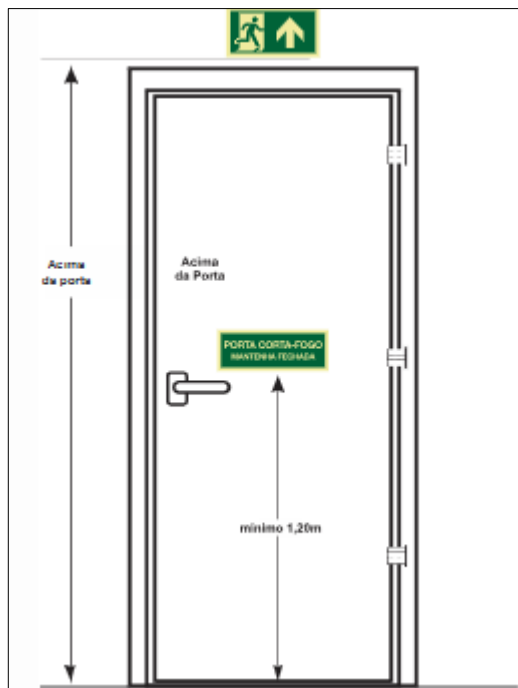 Acima
da porta
Acima
da Porta
PORTA CORTA-FOGO
MANTENHA FECHADA
mínimo 1,20m